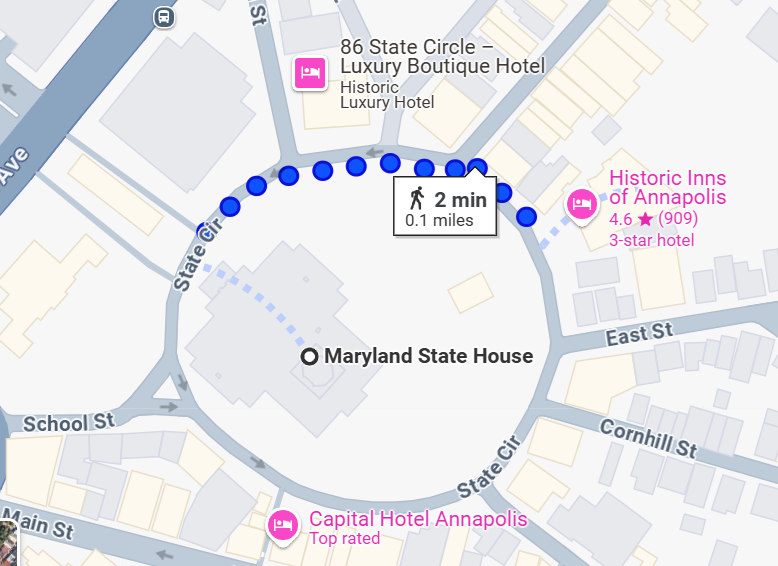 St
86 State Circle –
Luxury Boutique Hotel
Historic
Luxury Hotel
Ave
Historic Inns
of Annapolis
4.6 ★ (909)
3-star hotel
2 min
0.1 miles
State Cir
East St
Maryland State House
School St
Cornhill St
State Cir
Main St
Capital Hotel Annapolis
Top rated